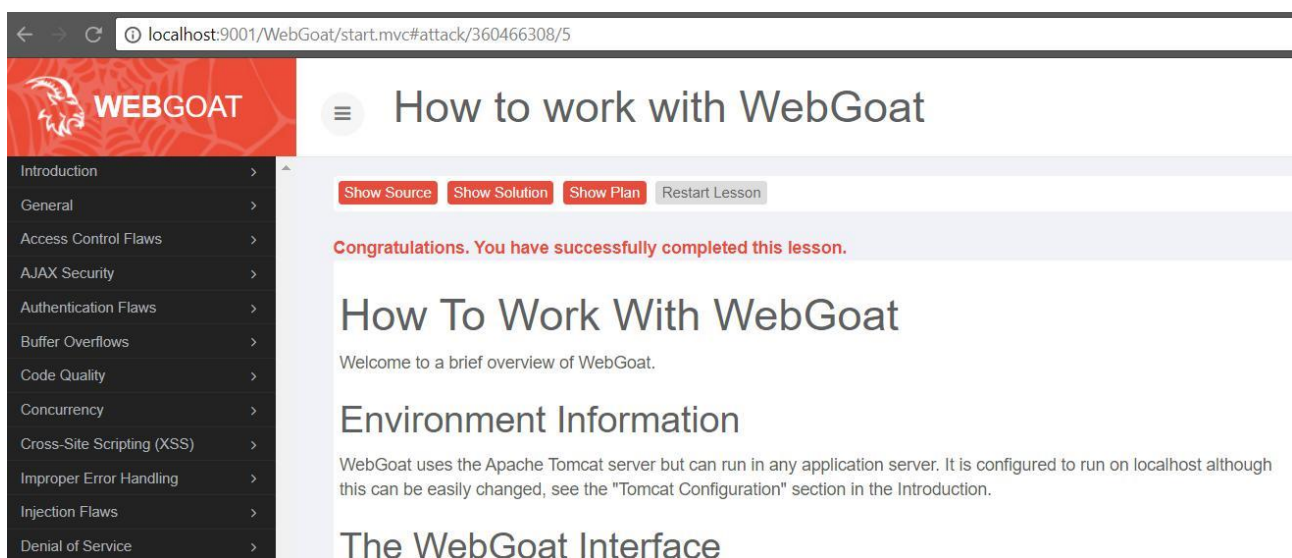 localhost:9001/WebGoat/start.mvc#attack/360466308/5
WEBGOAT
How to work with WebGoat
Introduction
General
Access Control Flaws
AJAX Security
Authentication Flaws
Buffer Overflows
Code Quality
Concurrency
Cross-Site Scripting (XSS)
Improper Error Handling
Injection Flaws
Denial of Service
Show Source Show Solution Show Plan Restart Lesson
Congratulations. You have successfully completed this lesson.
How To Work With WebGoat
Welcome to a brief overview of WebGoat.
Environment Information
WebGoat uses the Apache Tomcat server but can run in any application server. It is configured to run on localhost although
this can be easily changed, see the "Tomcat Configuration" section in the Introduction.
The WebGoat Interface